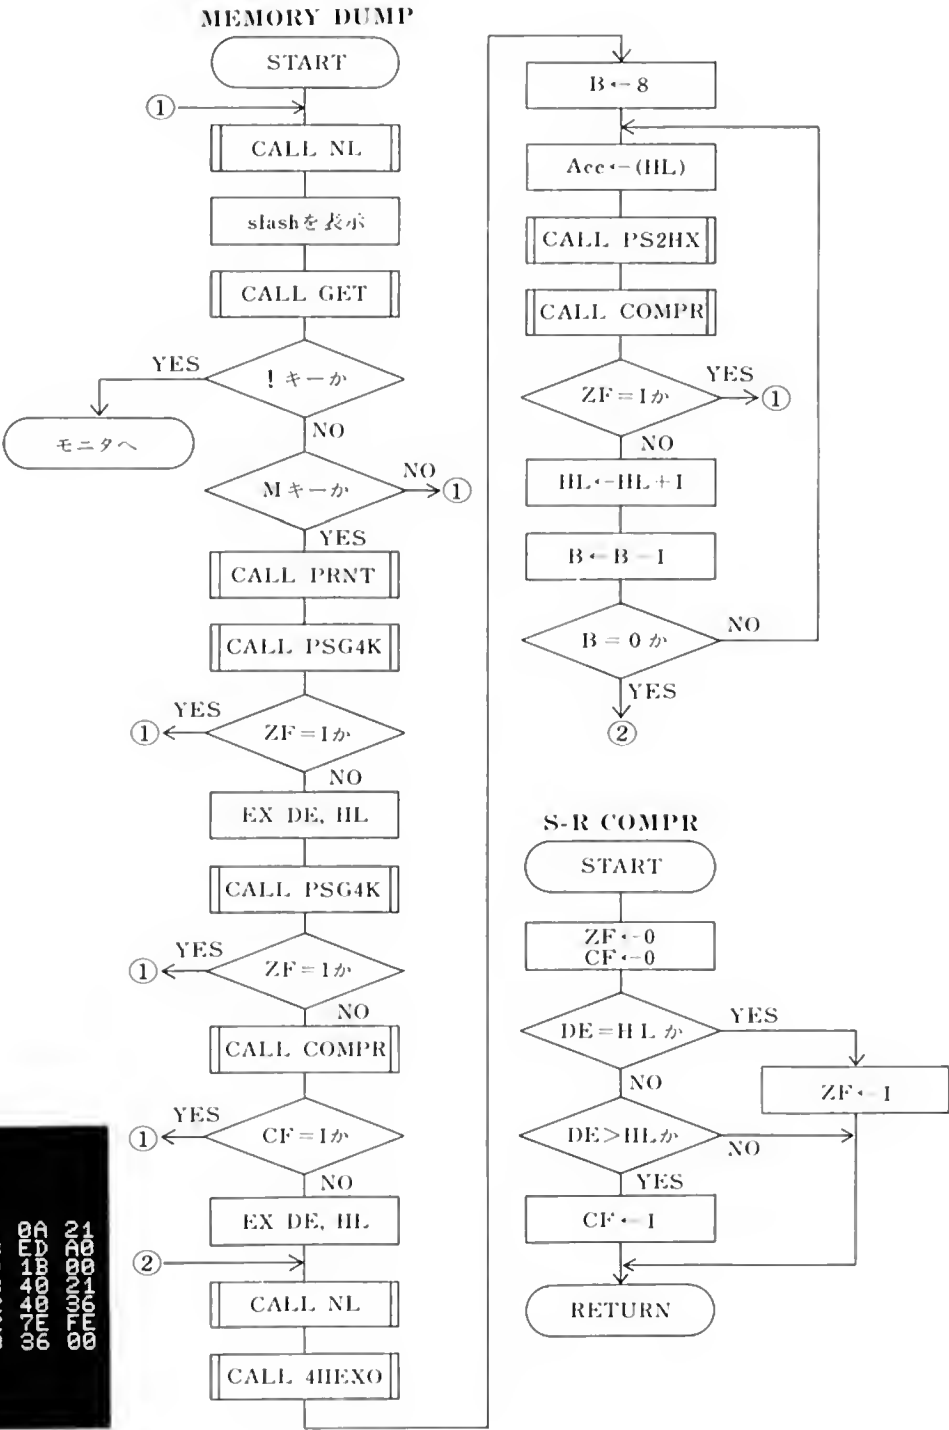 MEMORY DUMP
START
①
CALL NL
slashを表示
CALL GET
YES
！キーか
NO
モニタへ
Mキーか
NO
①
YES
CALL PRNT
CALL PSG4K
YES
①
ZF=1か
NO
EX DE, HL
CALL PSG4K
YES
①
ZF=1か
NO
CALL COMPR
YES
①
CF=1か
NO
EX DE, HL
②
CALL NL
CALL 4HEXO
B←8
Acc←(HL)
CALL PS2HX
CALL COMPR
ZF=1か
YES
①
NO
HL←HL+1
B←B−1
B=0か
NO
YES
②
S-R COMPR
START
ZF←0
CF←0
DE=HLか
YES
NO
ZF←1
DE>HLか
NO
YES
CF←1
RETURN
0A 21
ED A0
1B 00
40 21
40 36
7E FE
36 00